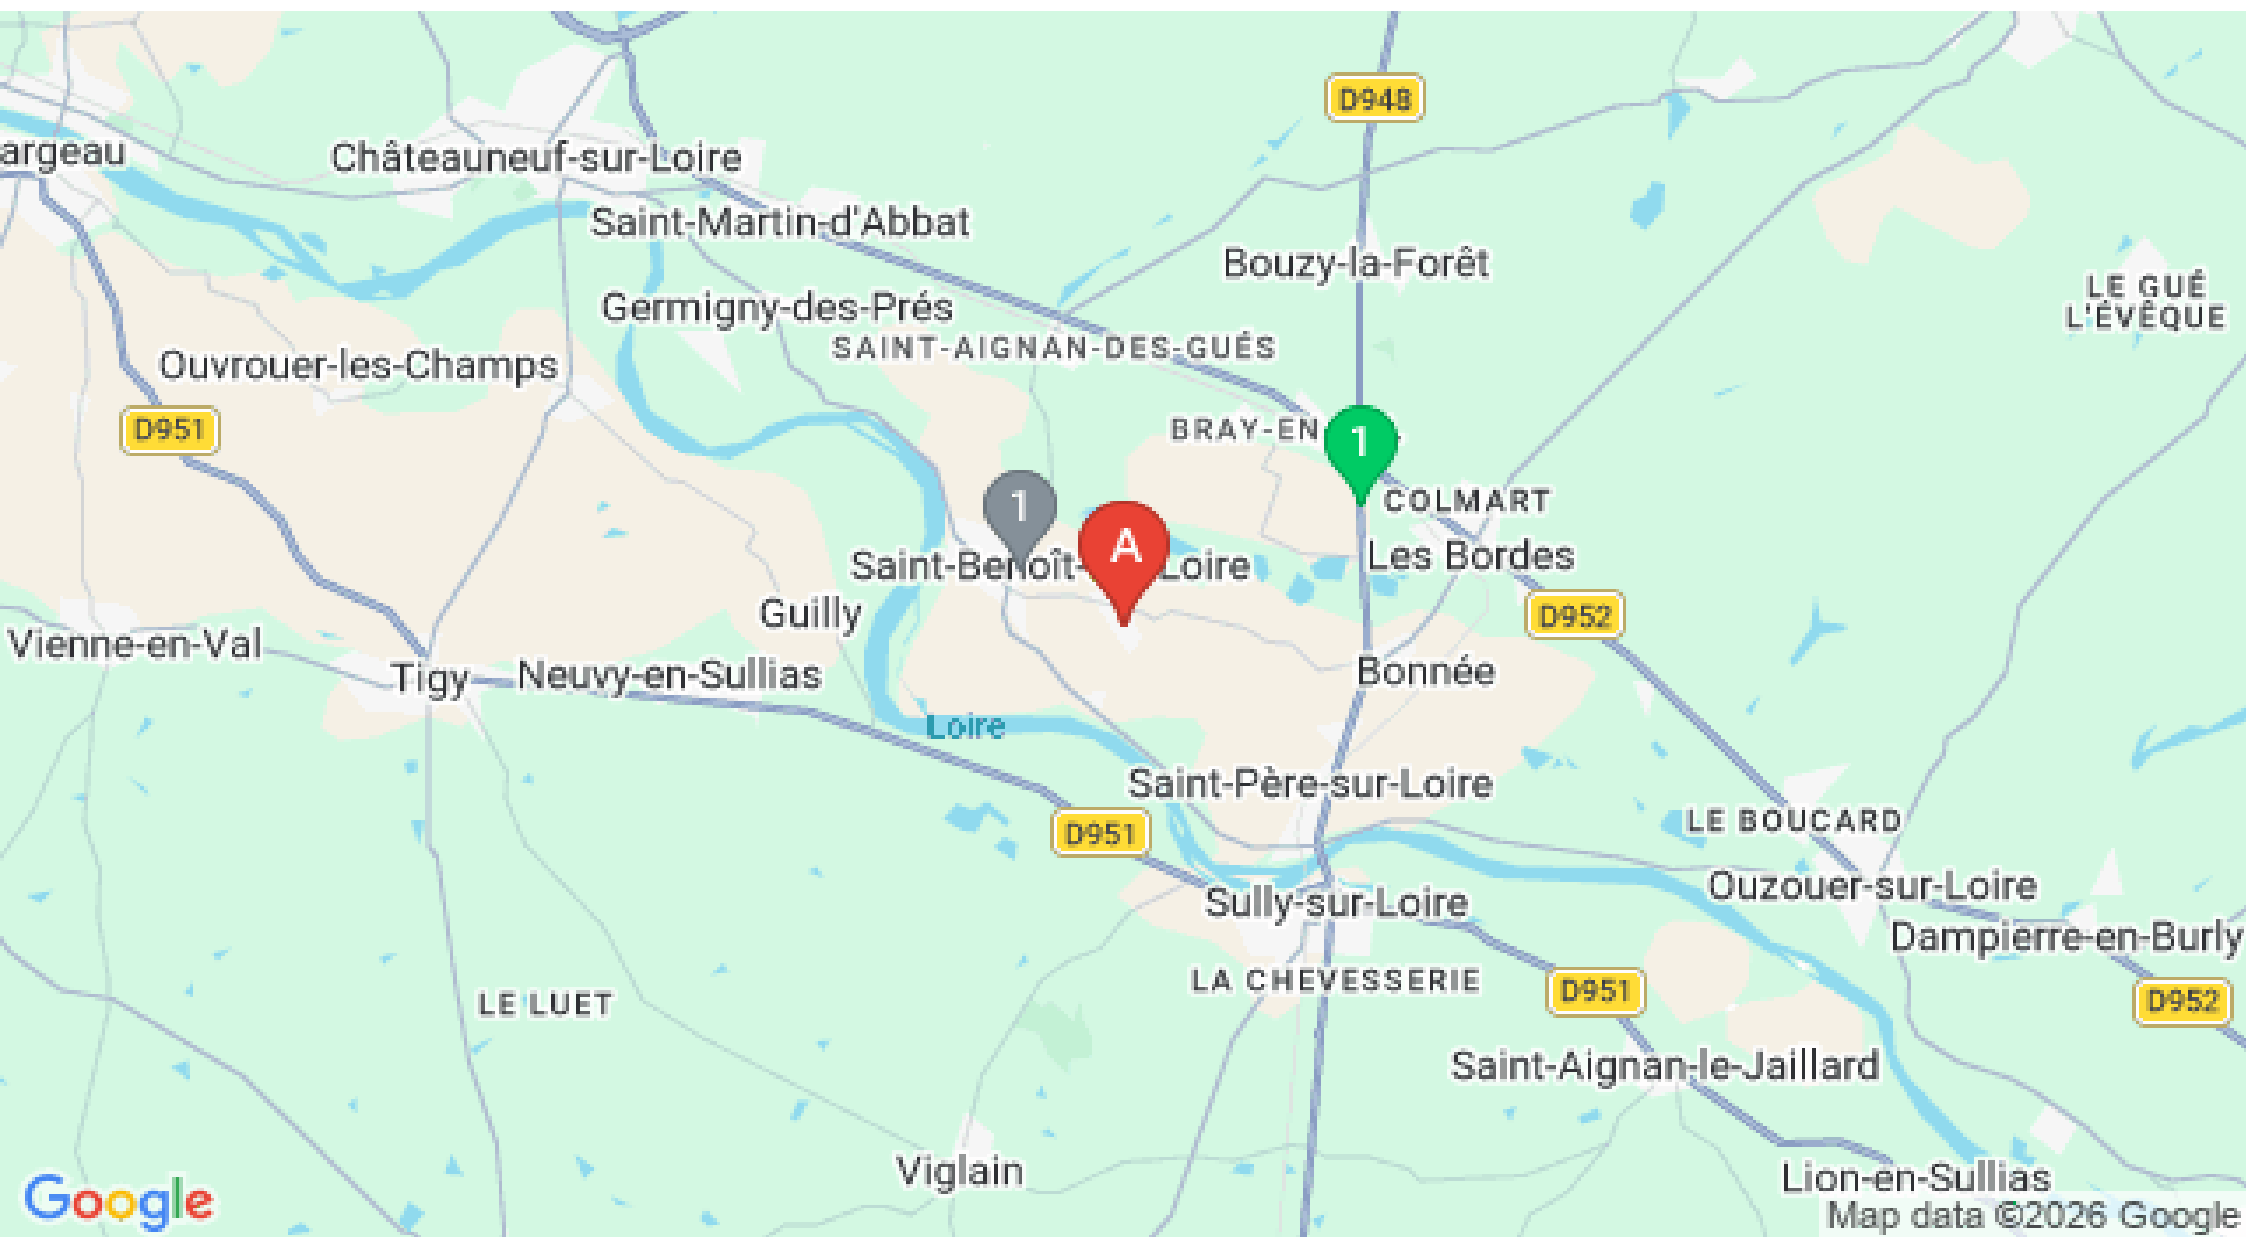 D948
argeau
Châteauneuf-sur-Loire
Saint-Martin-d'Abbat
Bouzy-la-Forêt
LE GUÉ
L'ÉVÊQUE
Germigny-des-Prés
SAINT-AIGNAN-DES-GUÉS
Ouvrouer-les-Champs
D951
BRAY-EN
1
1
COLMART
A
Les Bordes
Saint-Benoît- Loire
Guilly
D952
Vienne-en-Val
Tigy
Neuvy-en-Sullias
Bonnée
Loire
Saint-Père-sur-Loire
D951
LE BOUCARD
Ouzouer-sur-Loire
Sully-sur-Loire
Dampierre-en-Burly
LA CHEVESSERIE
D951
D952
LE LUET
Saint-Aignan-le-Jaillard
Viglain
Lion-en-Sullias
Google
Map data ©2026 Google